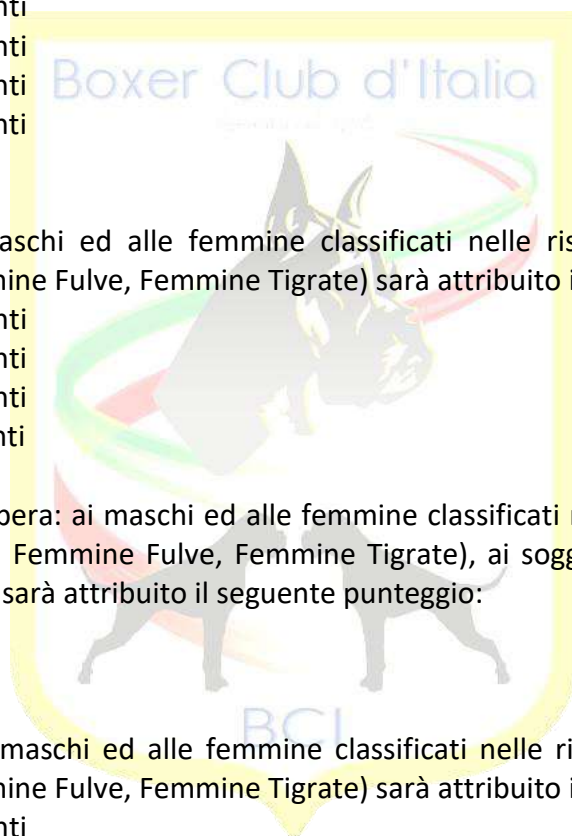 nti
nti
nti
Boxer Club d'Italia
nti
aschi ed alle femmine classificati nelle ris
nine Fulve, Femmine Tigrate) sarà attribuito i
nti
nti
nti
nti
pera: ai maschi ed alle femmine classificati
Femmine Fulve, Femmine Tigrate), ai sogg
sarà attribuito il seguente punteggio:
BCI
maschi ed alle femmine classificati nelle ri
nine Fulve, Femmine Tigrate) sarà attribuito i
nti